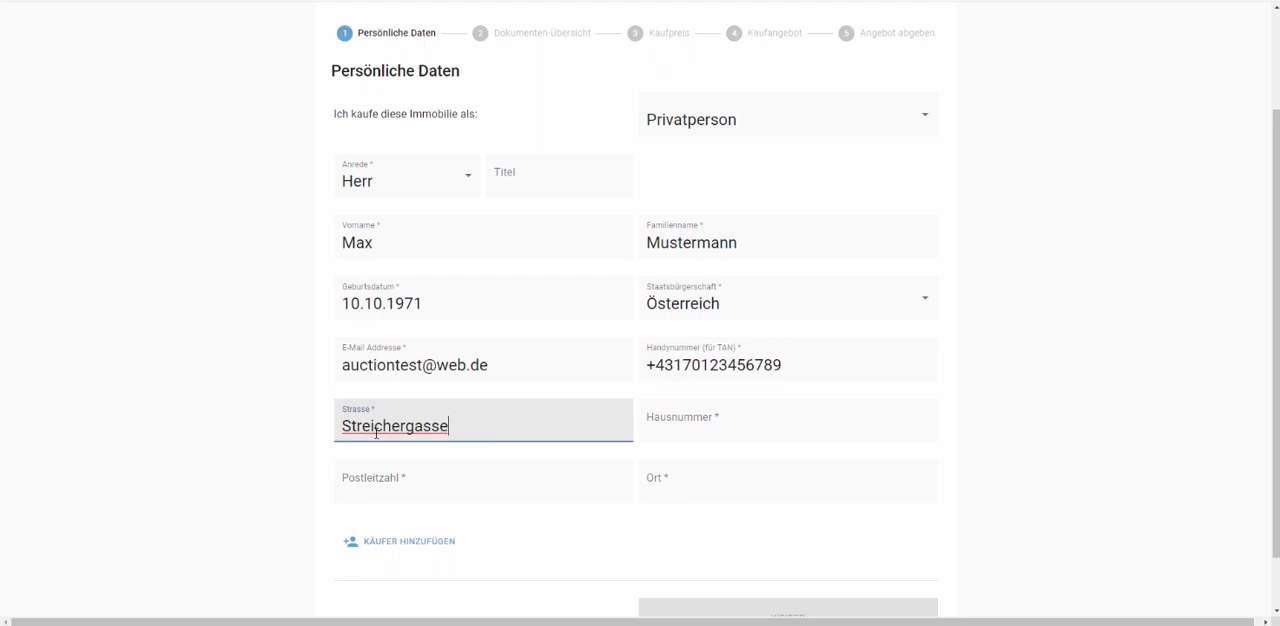 1 Persönliche Daten 2 Dokumenten-Übersicht 3 Kaufpreis 4 Kaufangebot 5 Angebot abgeben
Persönliche Daten
Ich kaufe diese Immobilie als: Privatperson
Anrede *
Herr
Titel
Vorname *
Max
Familienname *
Mustermann
Geburtsdatum *
10.10.1971
Staatsbürgerschaft *
Österreich
E-Mail Addresse *
auctiontest@web.de
Handynummer (für TAN) *
+43170123456789
Strasse *
Streichergasse
Hausnummer *
Postleitzahl *
Ort *
KÄUFER HINZUFÜGEN